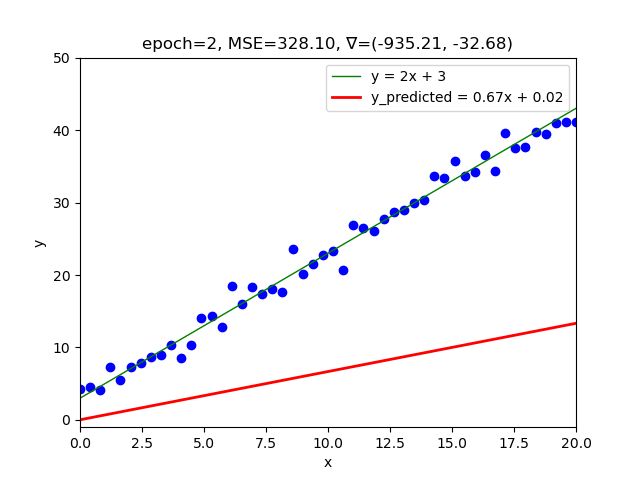 epoch=2, MSE=328.10, ∇=(-935.21, -32.68)
y = 2x + 3
y_predicted = 0.67x + 0.02
50
40
30
20
10
0
y
0.0 2.5 5.0 7.5 10.0 12.5 15.0 17.5 20.0
x